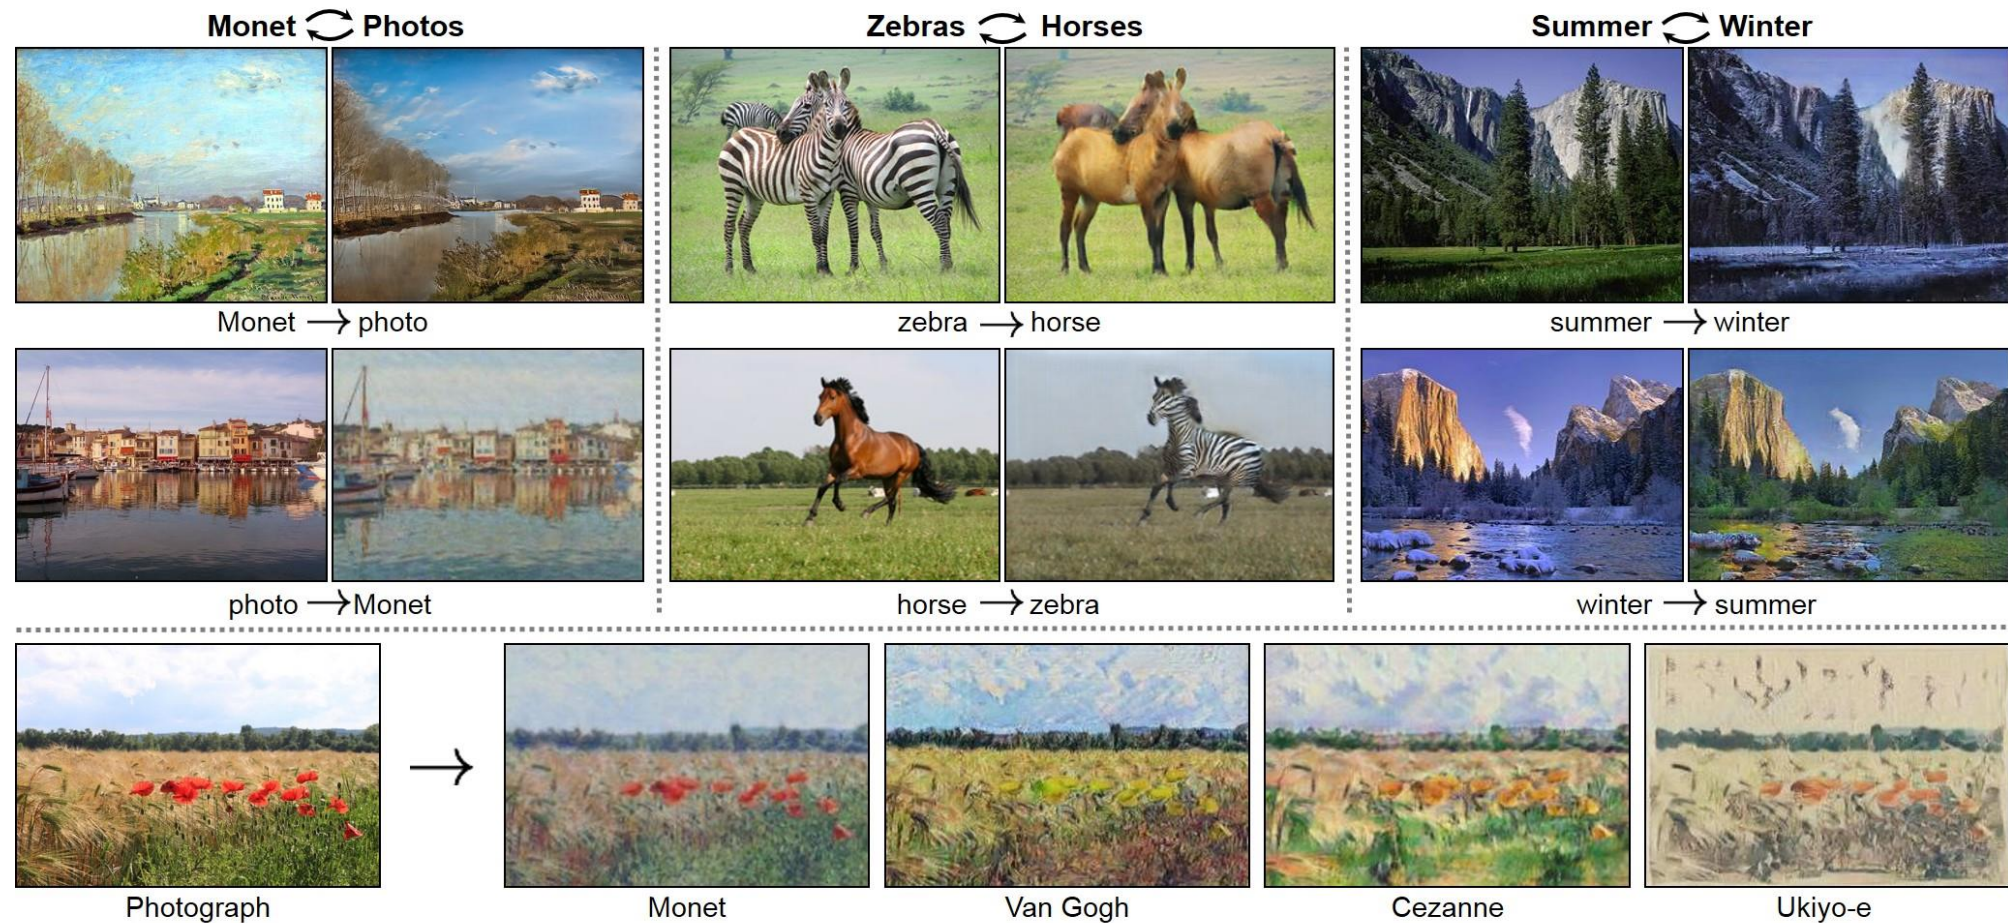 Monet Photos
Zebras Horses
Summer Winter
Monet → photo
zebra → horse
summer → winter
photo → Monet
horse → zebra
winter → summer
→
Photograph
Monet
Van Gogh
Cezanne
Ukiyo-e